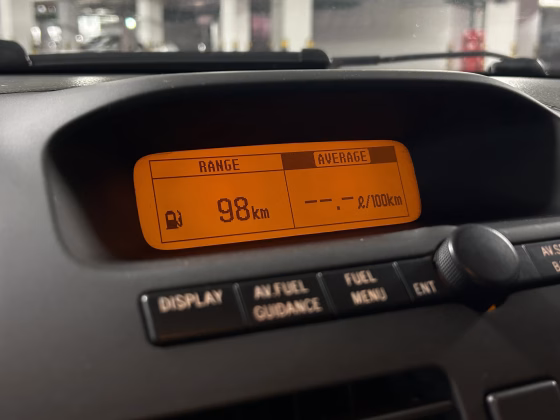 RANGE
AVERAGE
98km
--.- ℓ/100km
DISPLAY
AV.FUEL
GUIDANCE
FUEL
MENU
ENT